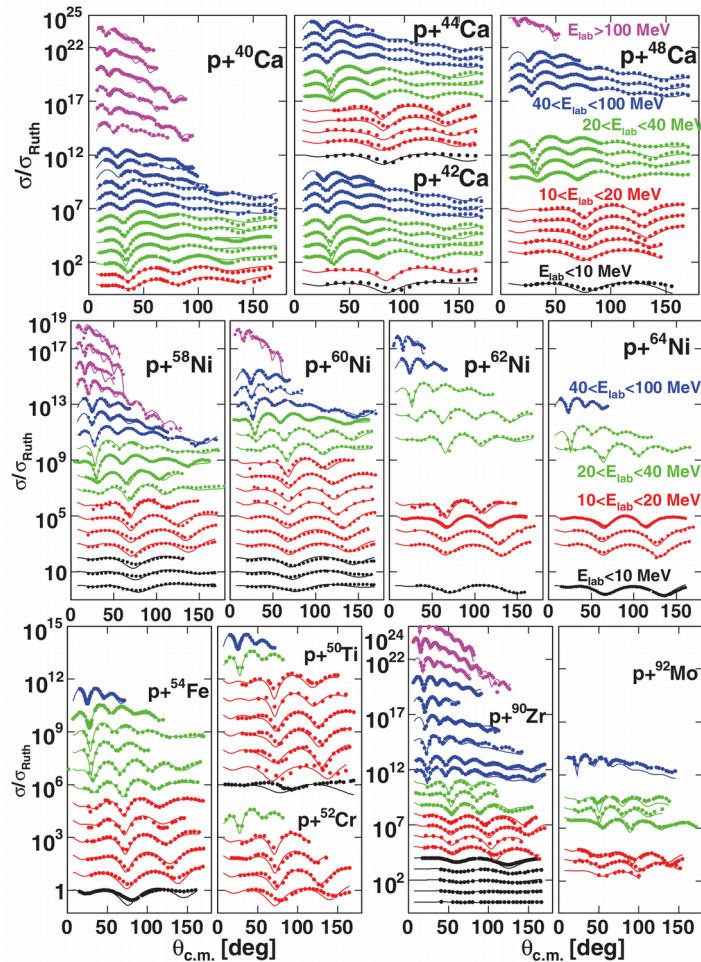 10^25
10^22
10^17
10^12
10^7
10^2
σ/σ_Ruth
p+^40Ca
p+^44Ca
p+^42Ca
E_lab>100 MeV
p+^48Ca
40<E_lab<100 MeV
20<E_lab<40 MeV
10<E_lab<20 MeV
E_lab<10 MeV
0 50 100 150 0 50 100 150 0 50 100 150
10^19
10^17
10^13
10^9
10^5
10
σ/σ_Ruth
p+^58Ni
p+^60Ni
p+^62Ni
p+^64Ni
40<E_lab<100 MeV
20<E_lab<40 MeV
10<E_lab<20 MeV
E_lab<10 MeV
0 50 100 150 0 50 100 150 0 50 100 150 0 50 100 150
10^15
10^12
10^9
10^6
10^3
1
σ/σ_Ruth
p+^54Fe
p+^50Ti
p+^52Cr
10^24
10^22
10^17
10^12
10^7
10^2
p+^90Zr
p+^92Mo
0 50 100 150 0 50 100 150 0 50 100 150 0 50 100 150
θ_c.m. [deg] θ_c.m. [deg]